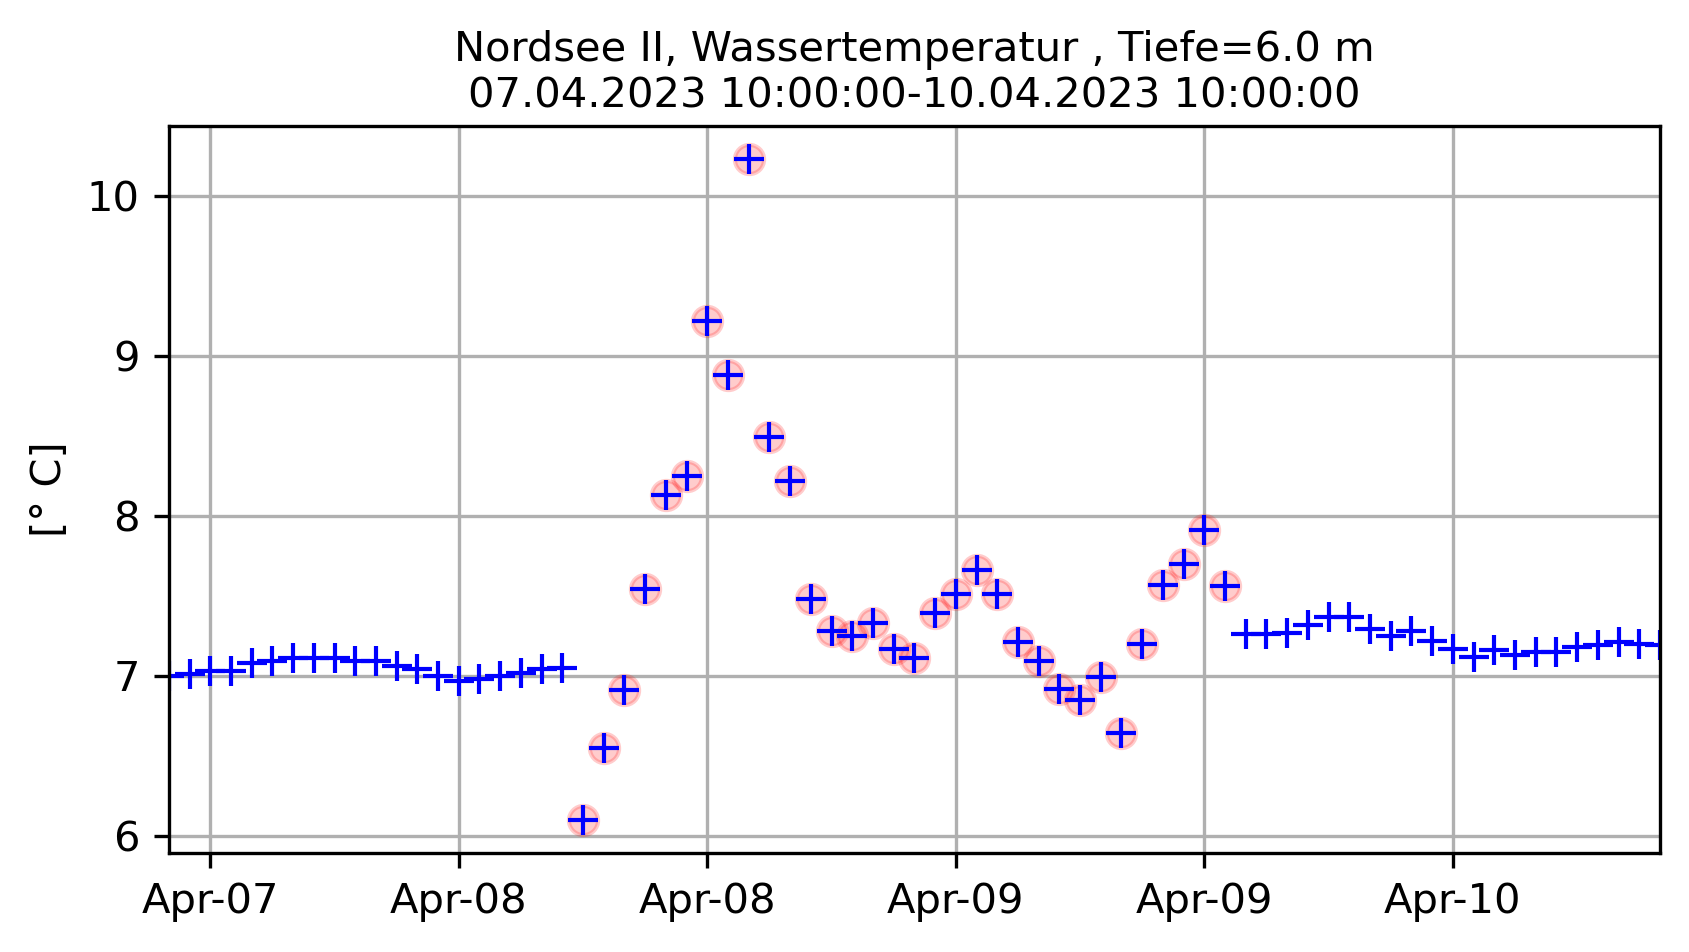 Nordsee II, Wassertemperatur , Tiefe=6.0 m
07.04.2023 10:00:00-10.04.2023 10:00:00
10
9
8
7
6
[° C]
Apr-07 Apr-08 Apr-08 Apr-09 Apr-09 Apr-10